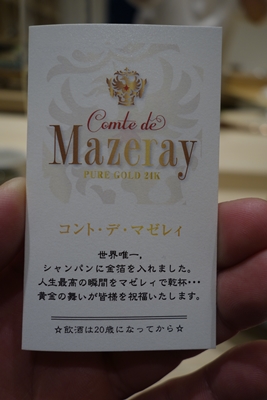 Comte de
Mazeray
PURE GOLD 24K
コント・デ・マゼレィ
世界唯一,
シャンパンに金箔を入れました。
人生最高の瞬間をマゼレィで乾杯・・・
黄金の舞いが皆様を祝福いたします。
☆飲酒は20歳になってから☆